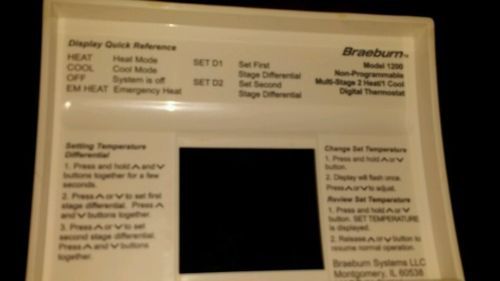 Display Quick Reference
HEAT Heat Mode
COOL Cool Mode
OFF System is off
EM HEAT Emergency Heat
SET D1 Set First
Stage Differential
SET D2 Set Second
Stage Differential
Braeburn
Model 1200
Non-Programmable
Multi-Stage 2 Heat/1 Cool
Digital Thermostat
Setting Temperature
Differential
1. Press and hold ∧ and ∨
buttons together for a few
seconds.
2. Press ∧ or ∨ to set first
stage differential. Press ∧
and ∨ buttons together.
3. Press ∧ or ∨ to set
second stage differential.
Press ∧ and ∨ buttons
together.
Change Set Temperature
1. Press and hold ∧ or ∨
button.
2. Display will flash once.
Press ∧ or ∨ to adjust.
Review Set Temperature
1. Press and hold ∧ or ∨
button. SET TEMPERATURE
is displayed.
2. Release ∧ or ∨ button to
resume normal operation.
Braeburn Systems LLC
Montgomery, IL 60538